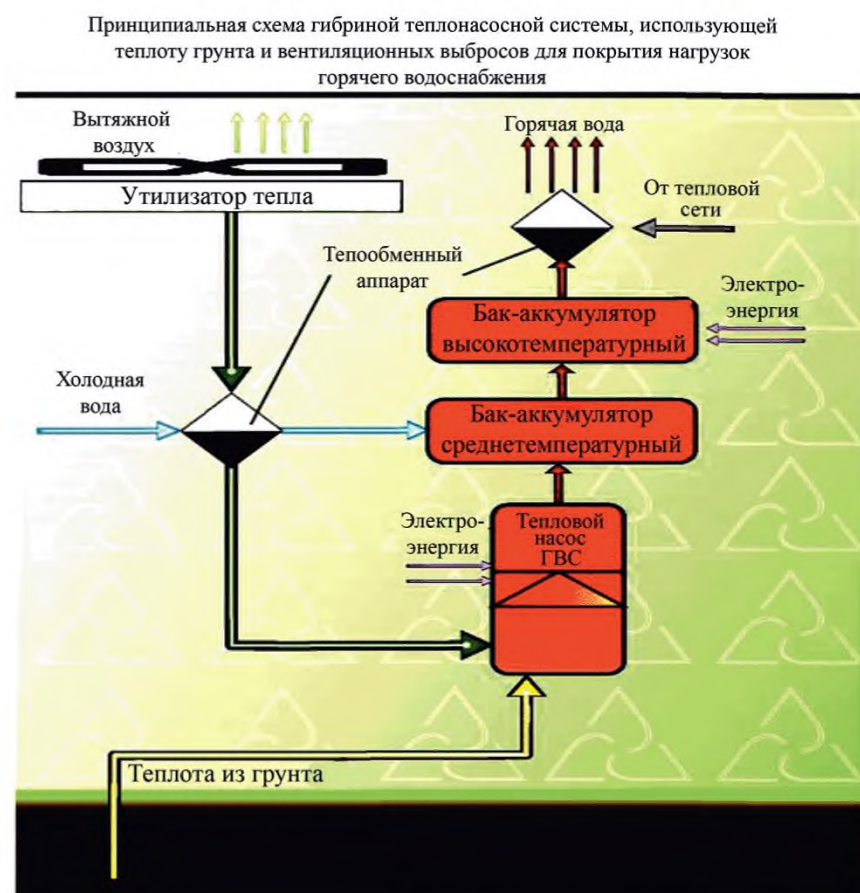 Принципиальная схема гибриной теплонасосной системы, использующей
теплоту грунта и вентиляционных выбросов для покрытия нагрузок
горячего водоснабжения
Вытяжной
воздух
Утилизатор тепла
Горячая вода
От тепловой
сети
Тепообменный
аппарат
Электро-
энергия
Бак-аккумулятор
высокотемпературный
Холодная
вода
Бак-аккумулятор
среднетемпературный
Электро-
энергия
Тепловой
насос
ГВС
Теплота из грунта